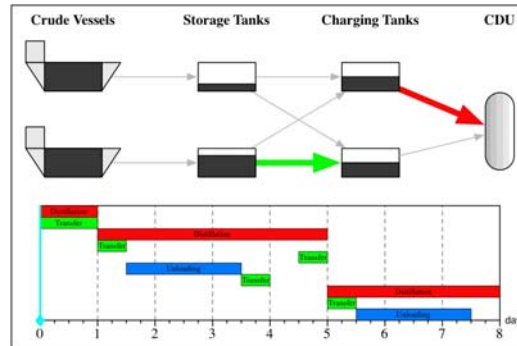 Crude Vessels Storage Tanks Charging Tanks CDU
Distillation
Transfer
Distillation
Transfer
Transfer
Unloading
Transfer
Distillation
Transfer
Unloading
0 1 2 3 4 5 6 7 8 day